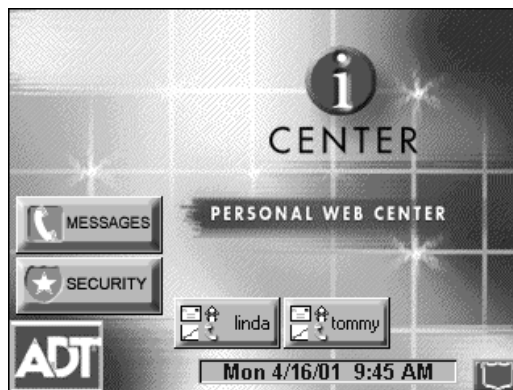 i
CENTER
PERSONAL WEB CENTER
MESSAGES
SECURITY
linda
tommy
ADT
Mon 4/16/01 9:45 AM